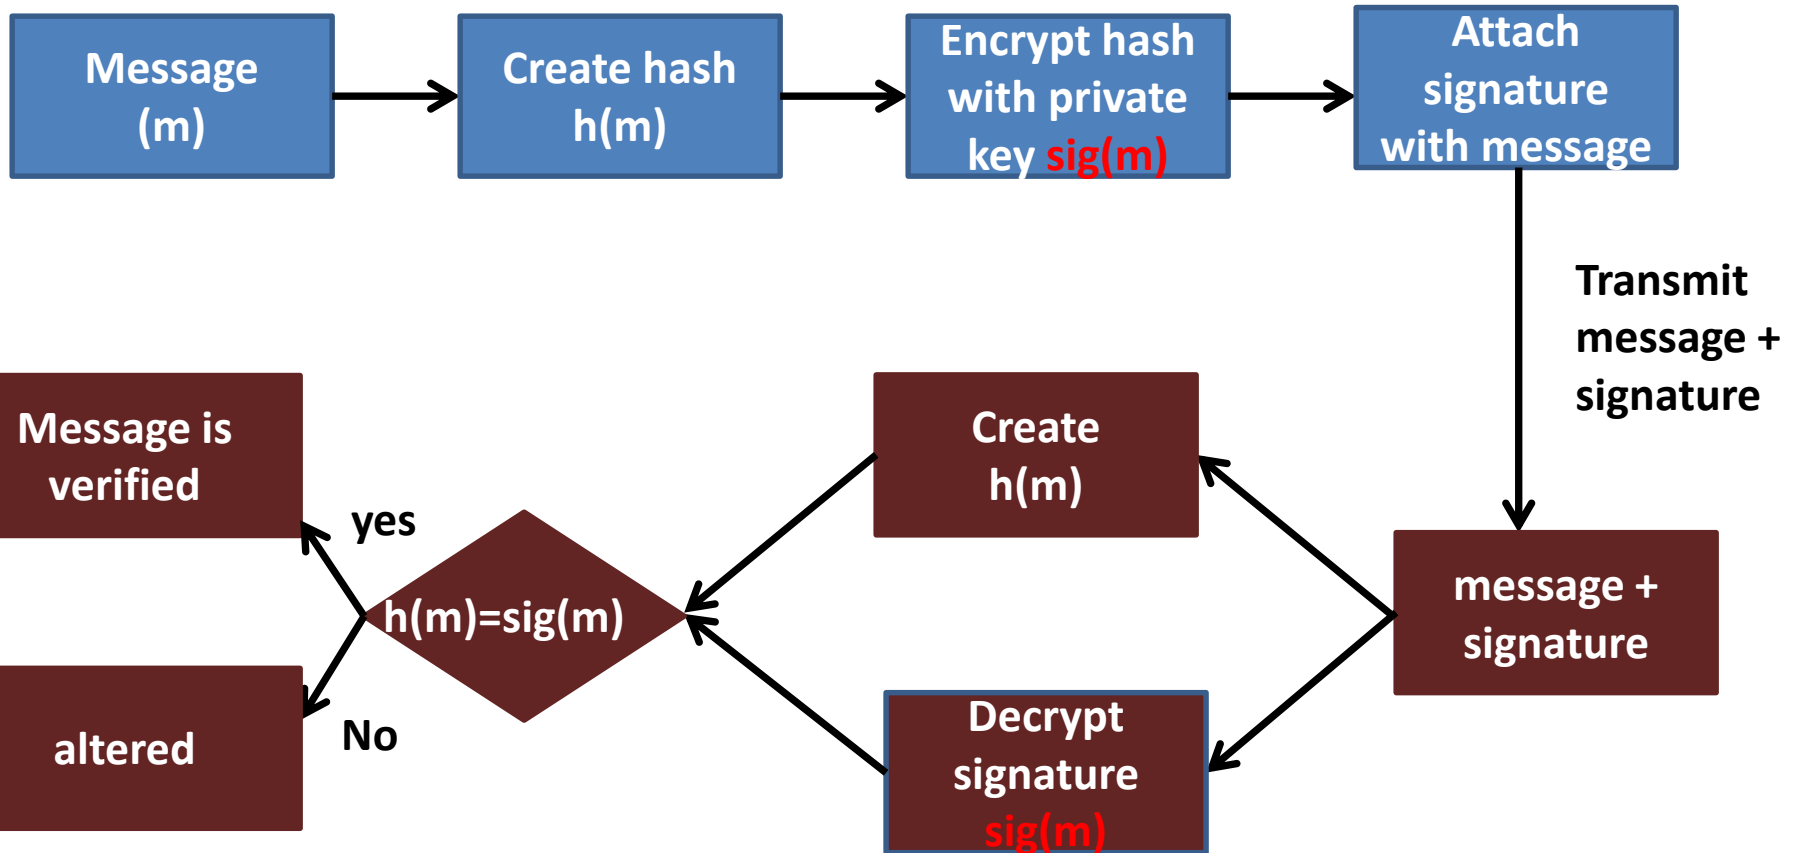 Message
(m)
Create hash
h(m)
Encrypt hash
with private
key sig(m)
Attach
signature
with message
Transmit
message +
signature
message +
signature
Create
h(m)
Decrypt
signature
sig(m)
h(m)=sig(m)
yes
Message is
verified
No
altered